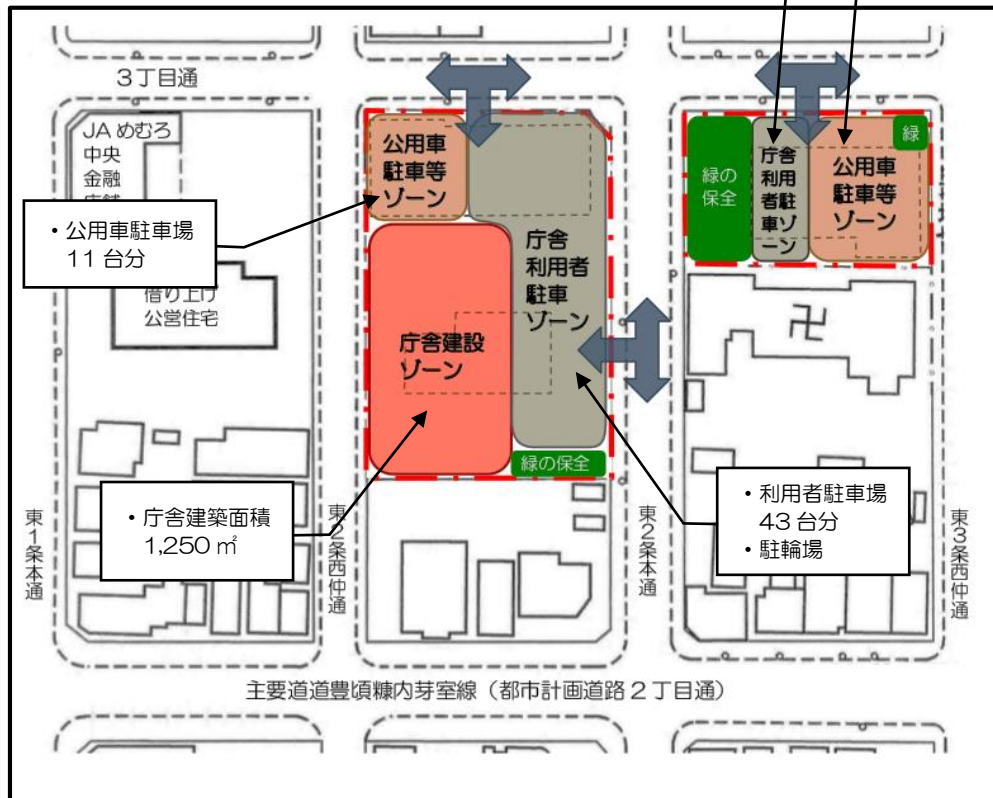 3丁目通
JAめむろ
中央
金融
・公用車駐車場
11台分
借り上げ
公営住宅
公用車
駐車等
ゾーン
庁舎
利用者
駐車
ゾーン
庁舎建設
ゾーン
緑の保全
・庁舎建築面積
1,250㎡
緑の
保全
庁舎
利用
者駐
車ゾ
ーン
公用車
駐車等
ゾーン
緑
卍
・利用者駐車場
43台分
・駐輪場
東1条本通
東2条西仲通
東2条本通
東3条西仲通
主要道道豊頃糠内芽室線（都市計画道路2丁目通）